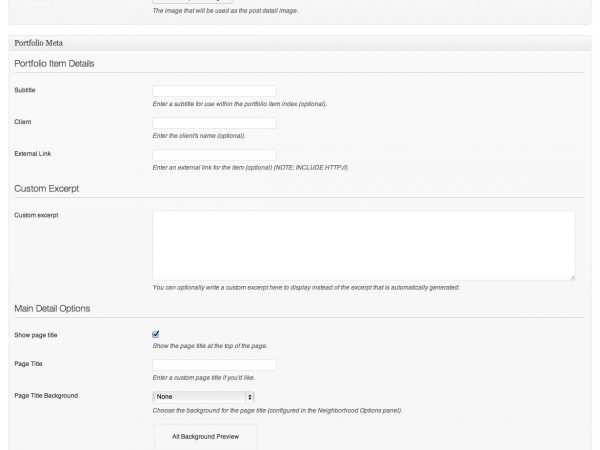 The image that will be used as the post detail image.
Portfolio Meta
Portfolio Item Details
Subtitle
Enter a subtitle for use within the portfolio item index (optional).
Client
Enter the client's name (optional).
External Link
Enter an external link for the item (optional) (NOTE: INCLUDE HTTP://).
Custom Excerpt
Custom excerpt
You can optionally write a custom excerpt here to display instead of the excerpt that is automatically generated.
Main Detail Options
Show page title
Show the page title at the top of the page.
Page Title
Enter a custom page title if you'd like.
Page Title Background
None
Choose the background for the page title (configured in the Neighborhood Options panel).
Alt Background Preview